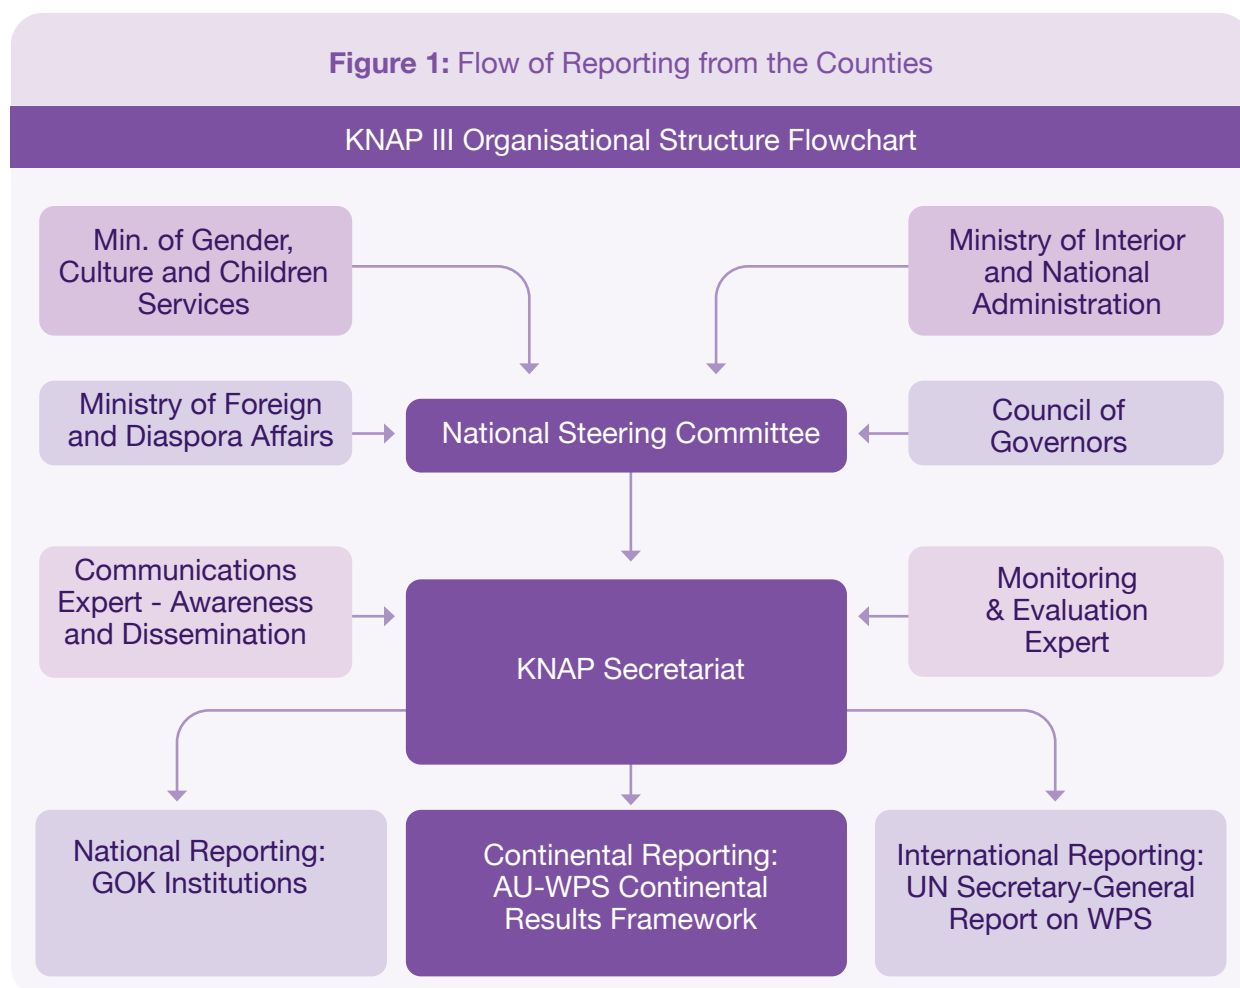 Figure 1: Flow of Reporting from the Counties
KNAP III Organisational Structure Flowchart
Min. of Gender,
Culture and Children
Services
Ministry of Interior
and National
Administration
Ministry of Foreign
and Diaspora Affairs
National Steering Committee
Council of
Governors
Communications
Expert - Awareness
and Dissemination
KNAP Secretariat
Monitoring
& Evaluation
Expert
National Reporting:
GOK Institutions
Continental Reporting:
AU-WPS Continental
Results Framework
International Reporting:
UN Secretary-General
Report on WPS